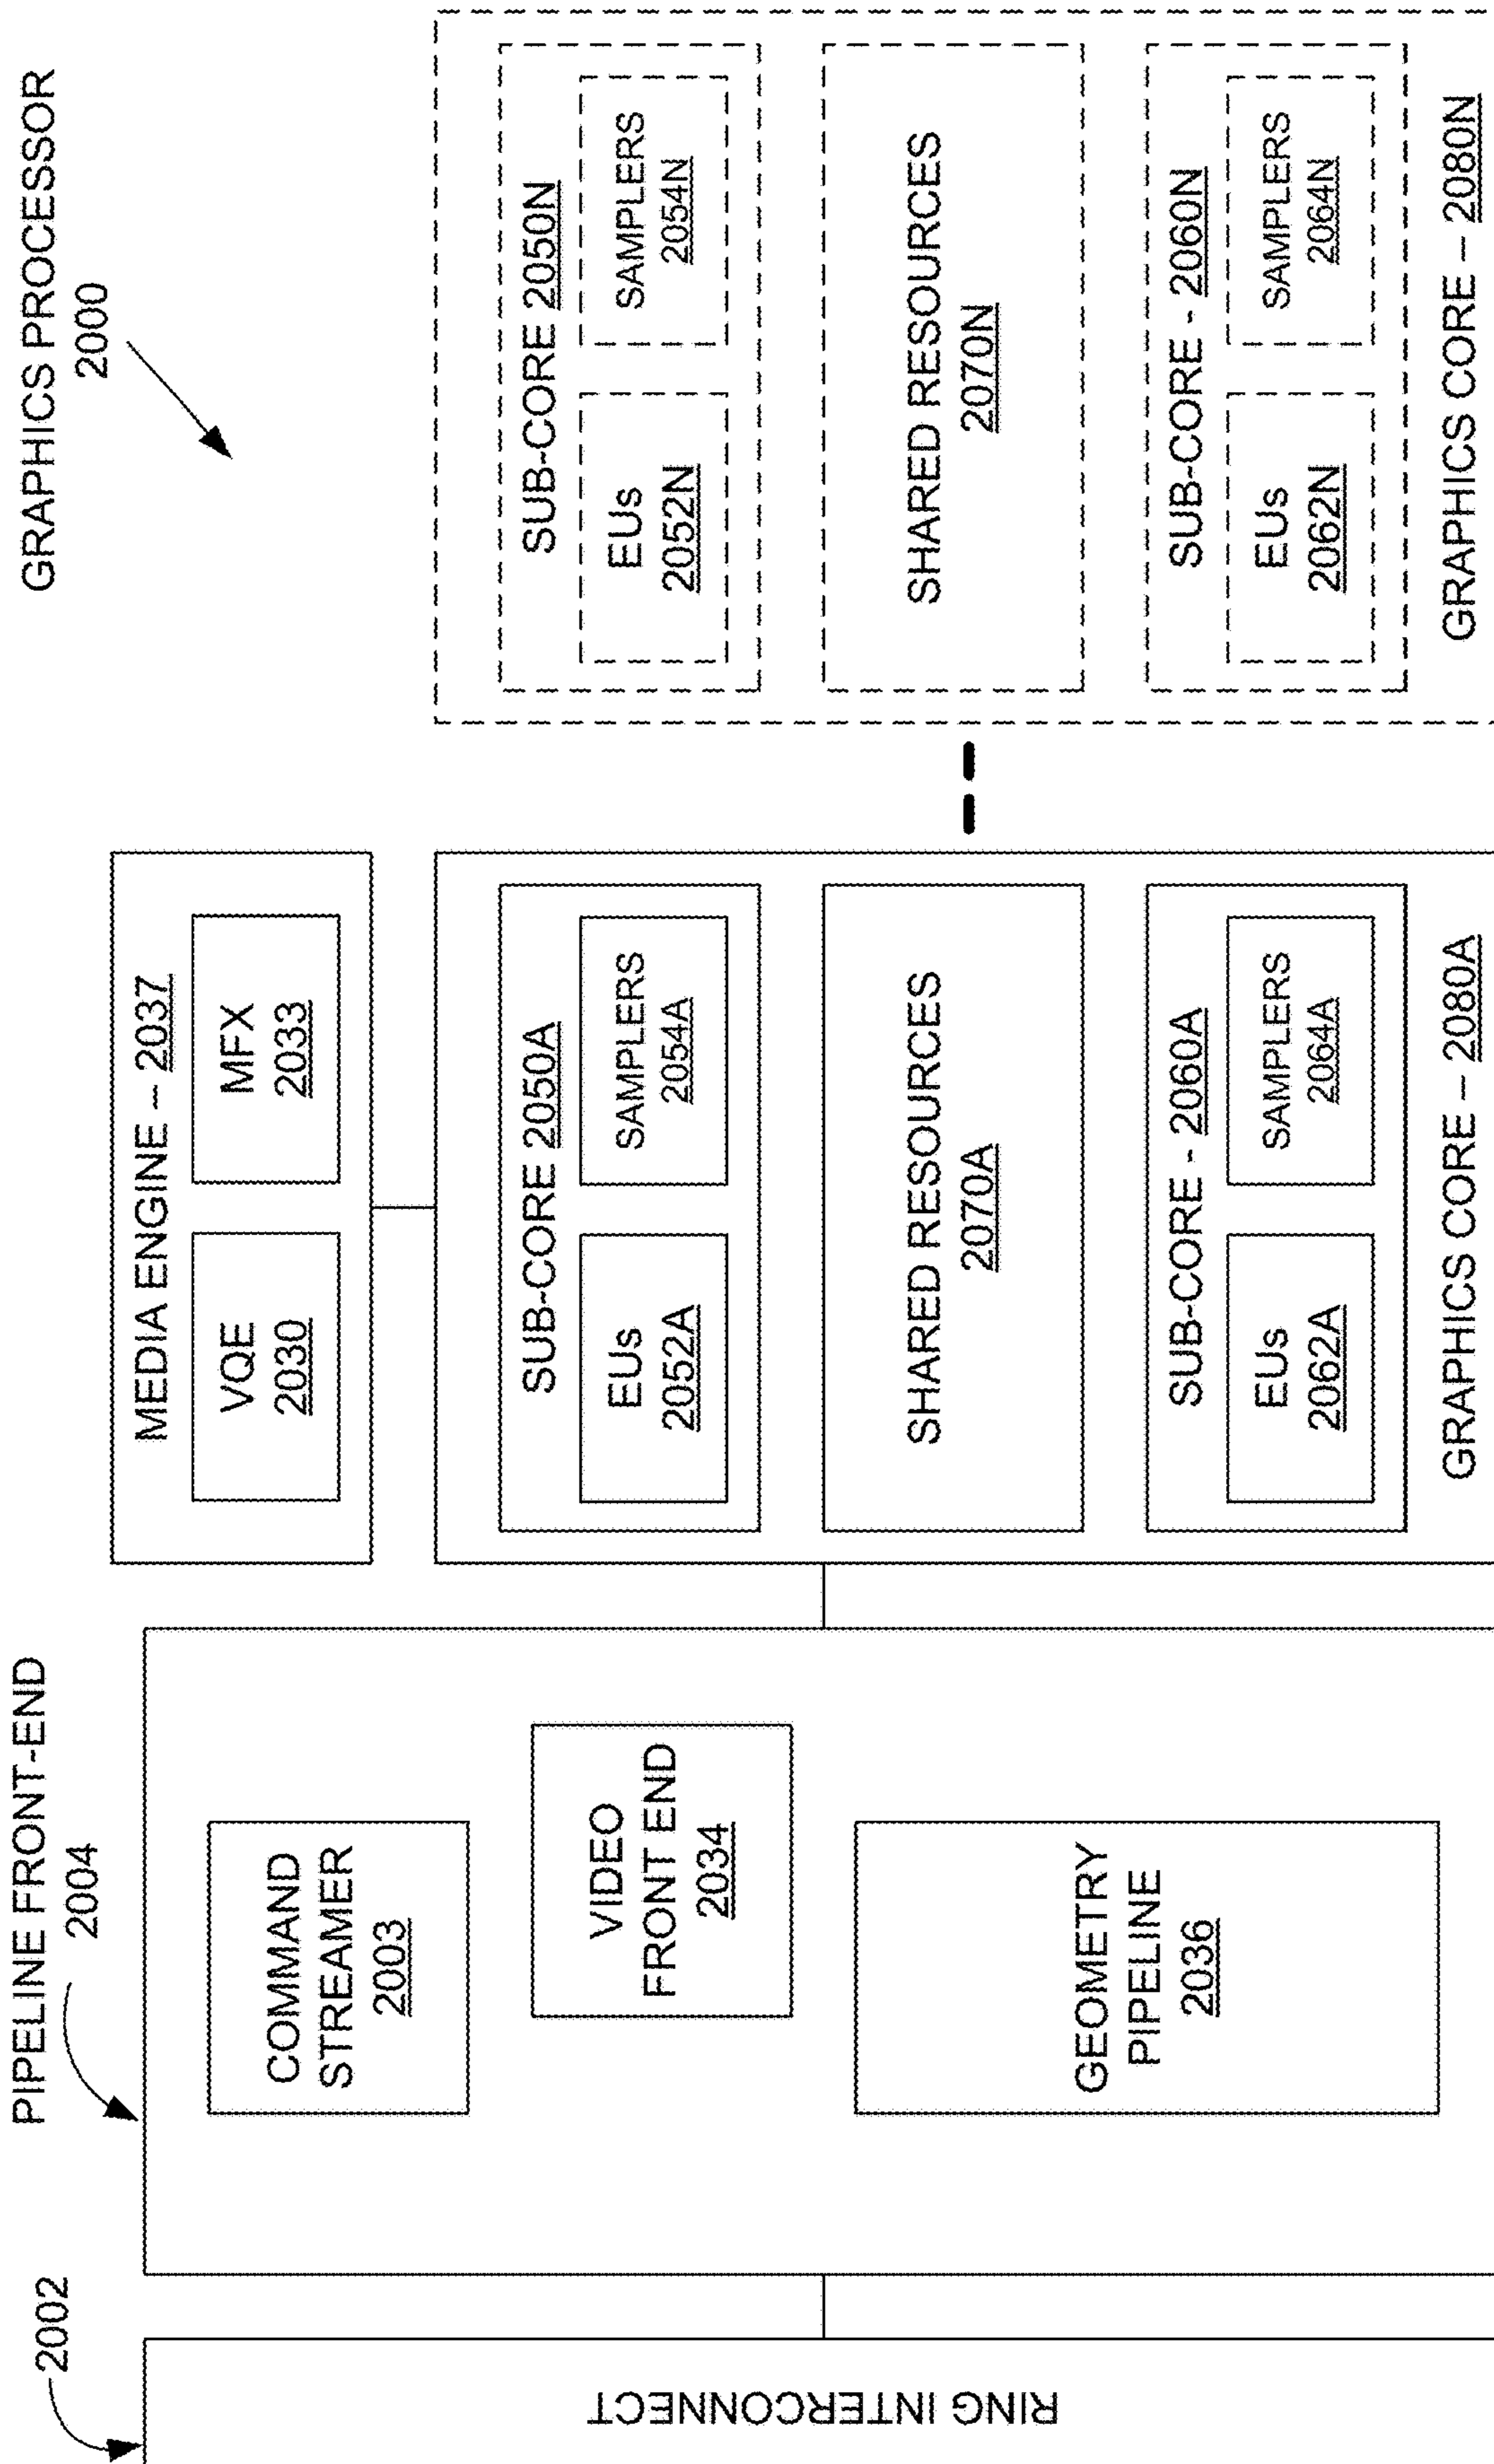 GRAPHICS PROCESSOR
2000
PIPELINE FRONT-END
2004
2002
RING INTERCONNECT
COMMAND
STREAMER
2003
VIDEO
FRONT END
2034
GEOMETRY
PIPELINE
2036
MEDIA ENGINE – 2037
VQE
2030
MFX
2033
SUB-CORE 2050A
EUs
2052A
SAMPLERS
2054A
SHARED RESOURCES
2070A
SUB-CORE - 2060A
EUs
2062A
SAMPLERS
2064A
GRAPHICS CORE – 2080A
SUB-CORE 2050N
EUs
2052N
SAMPLERS
2054N
SHARED RESOURCES
2070N
SUB-CORE - 2060N
EUs
2062N
SAMPLERS
2064N
GRAPHICS CORE – 2080N